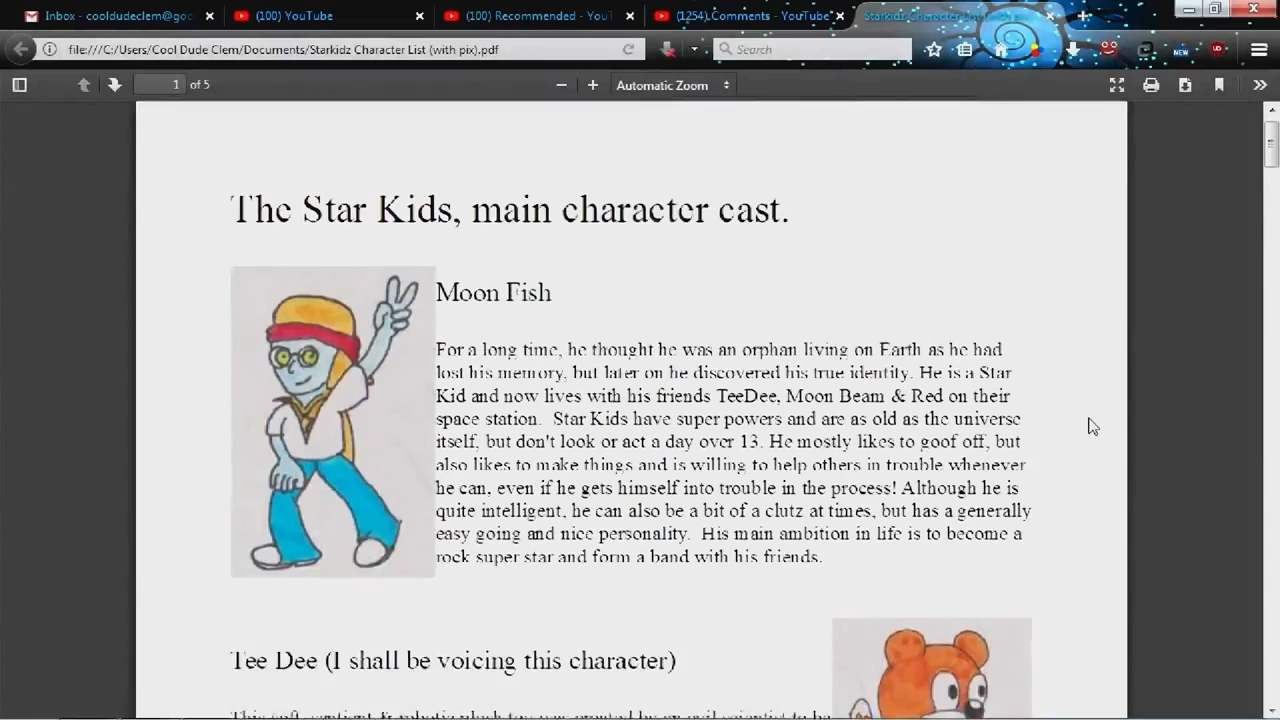 Inbox - cooldudeclem@goo
(100) YouTube
(100) Recommended - YouT
(1254) Comments - YouTube
Starkidz Character List (with
file:///C:/Users/Cool Dude Clem/Documents/Starkidz Character List (with pix).pdf
Search
NEW
1 of 5
Automatic Zoom
The Star Kids, main character cast.
Moon Fish
For a long time, he thought he was an orphan living on Earth as he had
lost his memory, but later on he discovered his true identity. He is a Star
Kid and now lives with his friends TeeDee, Moon Beam & Red on their
space station. Star Kids have super powers and are as old as the universe
itself, but don't look or act a day over 13. He mostly likes to goof off, but
also likes to make things and is willing to help others in trouble whenever
he can, even if he gets himself into trouble in the process! Although he is
quite intelligent, he can also be a bit of a clutz at times, but has a generally
easy going and nice personality. His main ambition in life is to become a
rock super star and form a band with his friends.
Tee Dee (I shall be voicing this character)